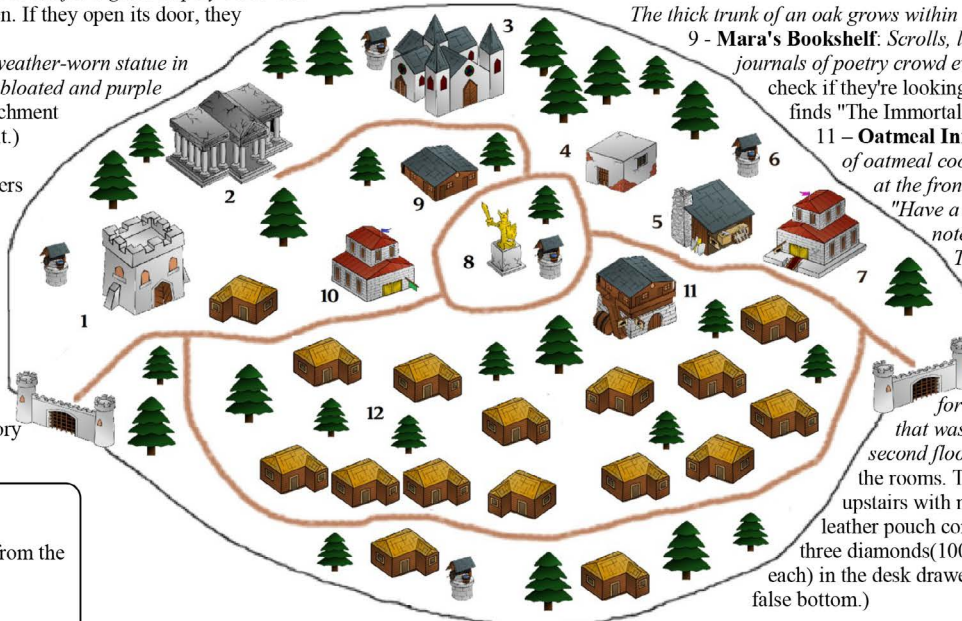 n. If they open its door, they
weather-worn statue in
bloated and purple
chment
t.)
ers
ory
from the
The thick trunk of an oak grows within
9 - Mara's Bookshelf: Scrolls, l
journals of poetry crowd e
check if they're looking
finds "The Immortal
11 – Oatmeal In
of oatmeal coo
at the fron
"Have a
note
T
for
that was
second floo
the rooms. T
upstairs with n
leather pouch co
three diamonds(100
each) in the desk drawe
false bottom.)
1
2
3
4
5
6
7
8
9
10
11
12